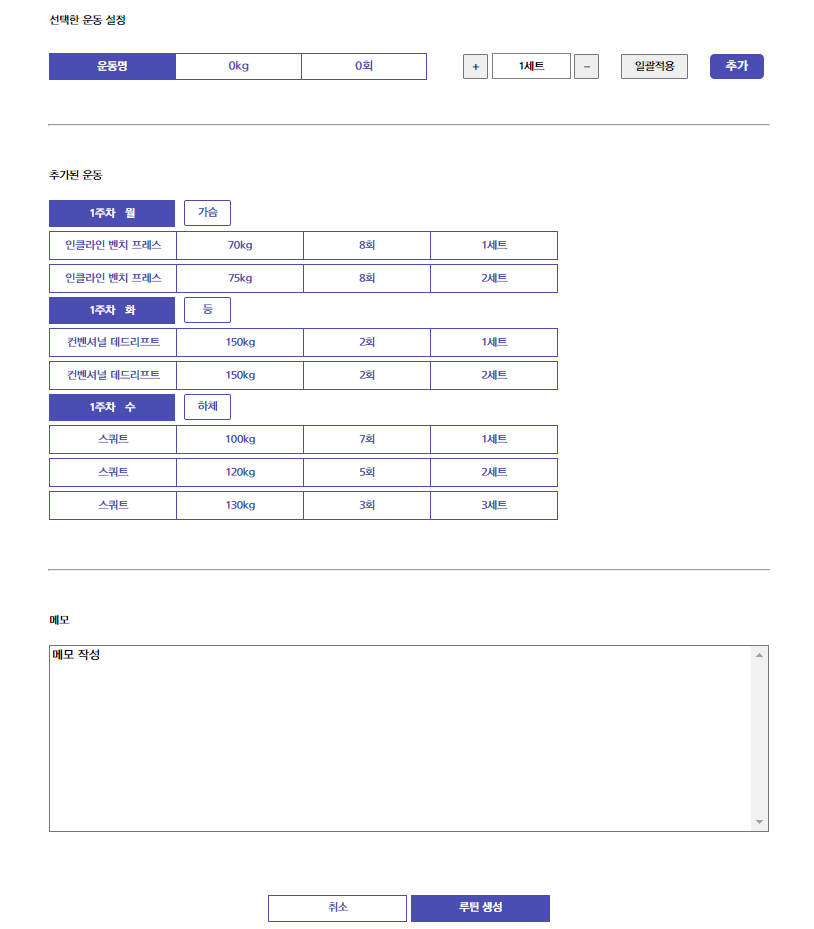 선택한 운동 설정
운동명 0kg 0회 + 1세트 − 일괄적용 추가
추가된 운동
1주차 월 가슴
인클라인 벤치 프레스 70kg 8회 1세트
인클라인 벤치 프레스 75kg 8회 2세트
1주차 화 등
컨벤셔널 데드리프트 150kg 2회 1세트
컨벤셔널 데드리프트 150kg 2회 2세트
1주차 수 하체
스쿼트 100kg 7회 1세트
스쿼트 120kg 5회 2세트
스쿼트 130kg 3회 3세트
메모
메모 작성
취소 루틴 생성